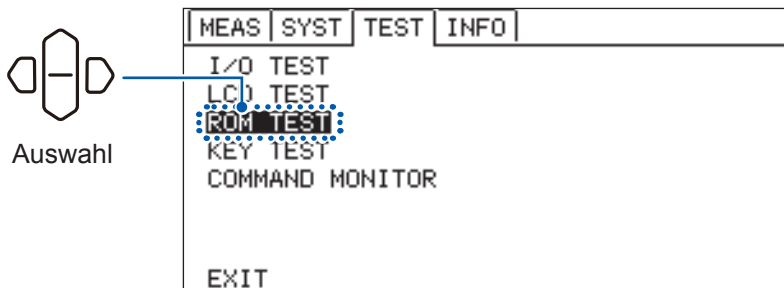 MEAS SYST TEST INFO
I/O TEST
LCD TEST
ROM TEST
KEY TEST
COMMAND MONITOR
EXIT
Auswahl